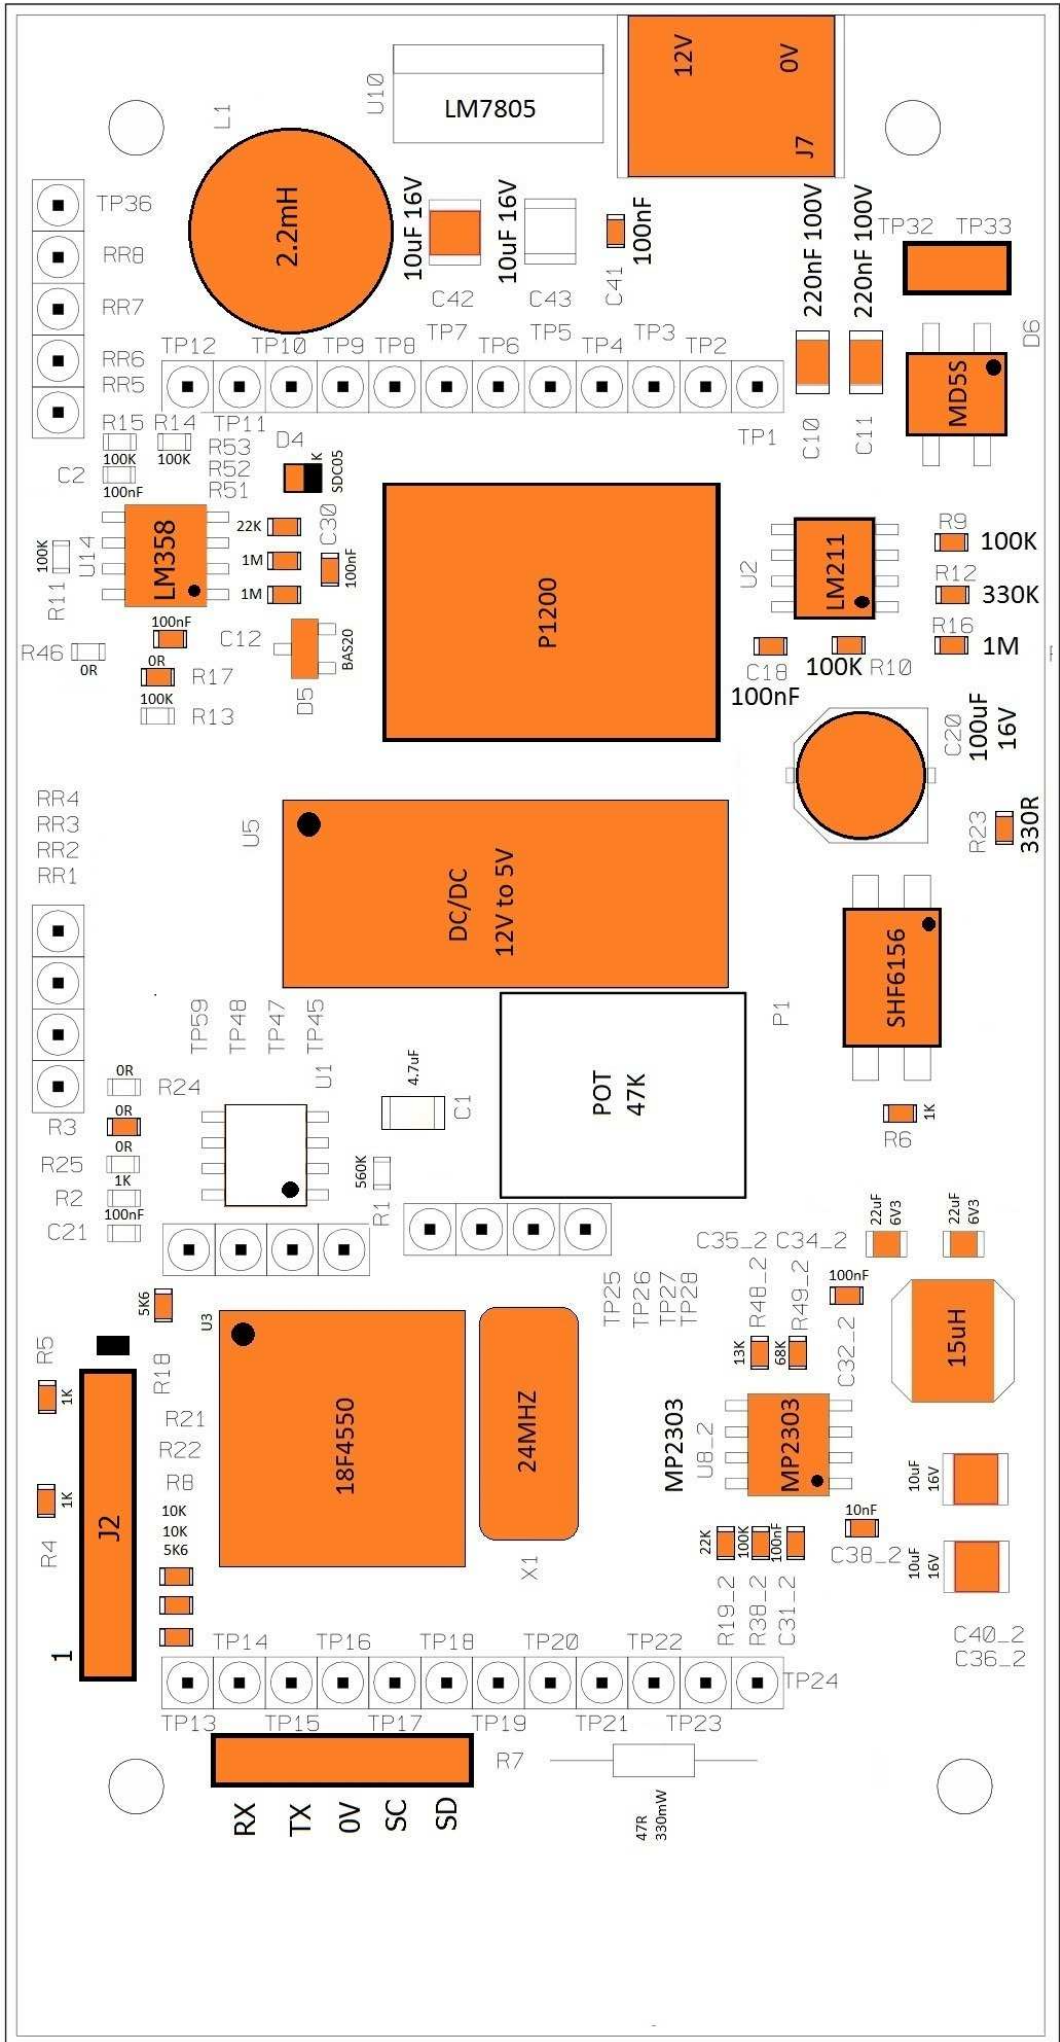 12V
0V
J7
U10
LM7805
L1
2.2mH
10uF 16V
10uF 16V
100nF
C42
C43
C41
220nF 100V
220nF 100V
TP32
TP33
TP36
RR8
RR7
RR6
RR5
D6
MD5S
TP12
TP10
TP9
TP8
TP7
TP6
TP5
TP4
TP3
TP2
TP11
TP1
C10
C11
R15
R14
100K
100K
C2
100nF
R53
R52
R51
D4
K
SDC05
22K
1M
1M
C30
100nF
LM358
U14
100K
R11
100nF
C12
R46
0R
0R
R17
100K
R13
BAS20
D5
P1200
U2
LM211
R9
100K
R12
330K
R16
1M
C18
100nF
100K
R10
C20
100uF
16V
R23
330R
RR4
RR3
RR2
RR1
U5
DC/DC
12V to 5V
SHF6156
P1
TP59
TP48
TP47
TP45
U1
4.7uF
C1
POT
47K
0R
R24
R3
0R
R25
0R
R2
1K
C21
100nF
560K
R1
1K
R6
22uF
6V3
22uF
6V3
C35_2
C34_2
TP25
TP26
TP27
TP28
R48_2
R49_2
100nF
C32_2
13K
68K
15uH
5K6
U3
R5
1K
R18
R21
R22
R8
10K
10K
5K6
1K
R4
J2
1
18F4550
24MHZ
X1
MP2303
U8_2
MP2303
10uF
16V
10nF
C38_2
10uF
16V
22K
100K
100nF
R19_2
R38_2
C31_2
C40_2
C36_2
TP14
TP16
TP18
TP20
TP22
TP24
TP13
TP15
TP17
TP19
TP21
TP23
R7
47R
330mW
RX
TX
0V
SC
SD